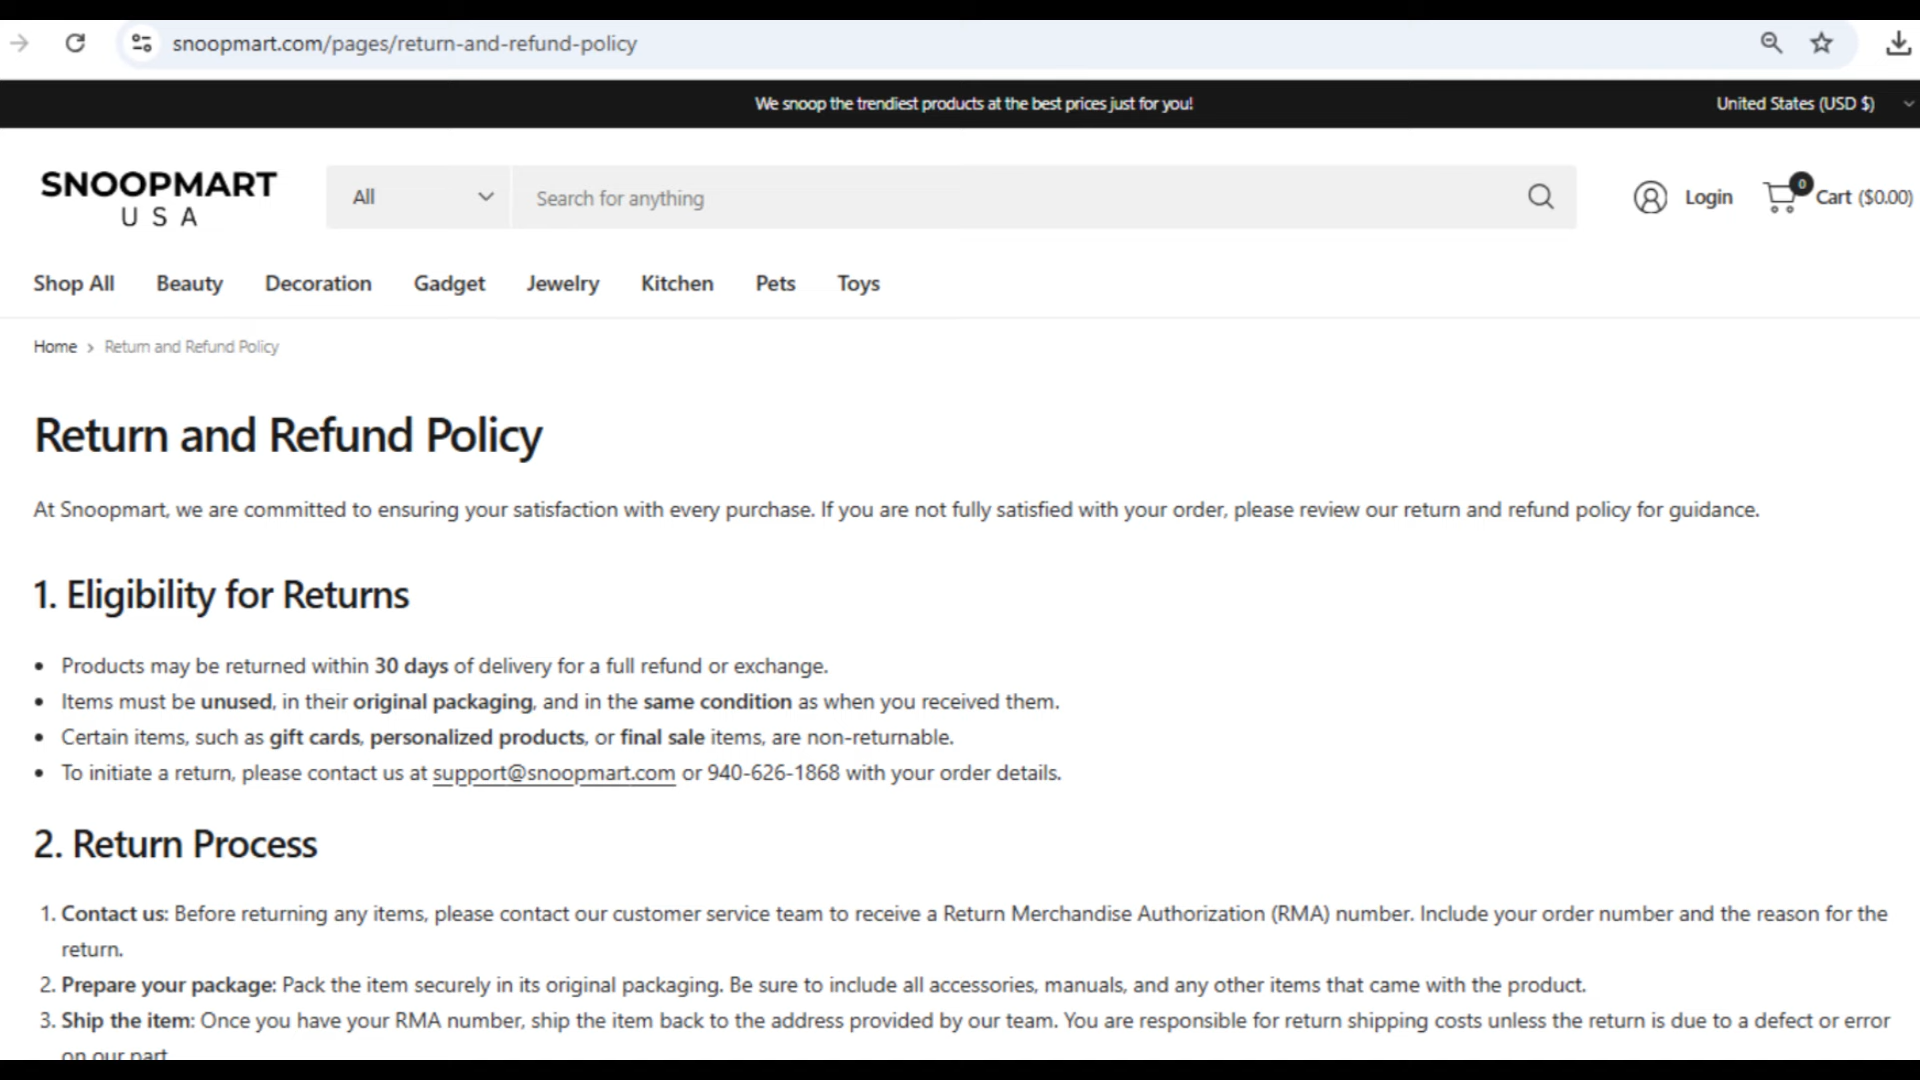 snoopmart.com/pages/return-and-refund-policy
We snoop the trendiest products at the best prices just for you!
United States (USD $)
SNOOPMART
USA
All
Search for anything
Login
0
Cart ($0.00)
Shop All
Beauty
Decoration
Gadget
Jewelry
Kitchen
Pets
Toys
Home > Return and Refund Policy
Return and Refund Policy
At Snoopmart, we are committed to ensuring your satisfaction with every purchase. If you are not fully satisfied with your order, please review our return and refund policy for guidance.
1. Eligibility for Returns
• Products may be returned within 30 days of delivery for a full refund or exchange.
• Items must be unused, in their original packaging, and in the same condition as when you received them.
• Certain items, such as gift cards, personalized products, or final sale items, are non-returnable.
• To initiate a return, please contact us at support@snoopmart.com or 940-626-1868 with your order details.
2. Return Process
1. Contact us: Before returning any items, please contact our customer service team to receive a Return Merchandise Authorization (RMA) number. Include your order number and the reason for the
return.
2. Prepare your package: Pack the item securely in its original packaging. Be sure to include all accessories, manuals, and any other items that came with the product.
3. Ship the item: Once you have your RMA number, ship the item back to the address provided by our team. You are responsible for return shipping costs unless the return is due to a defect or error
on our part.